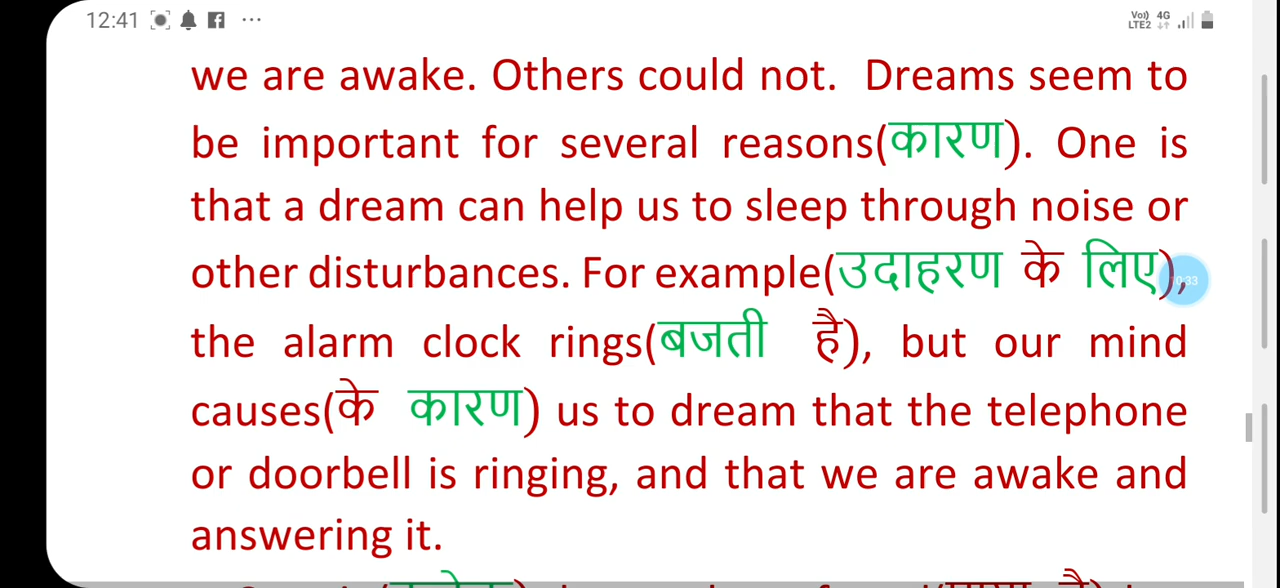 12:41 ... Vo)) 4G LTE2
we are awake. Others could not. Dreams seem to
be important for several reasons(कारण). One is
that a dream can help us to sleep through noise or
other disturbances. For example(उदाहरण के लिए),
the alarm clock rings(बजती है), but our mind
causes(के कारण) us to dream that the telephone
or doorbell is ringing, and that we are awake and
answering it.